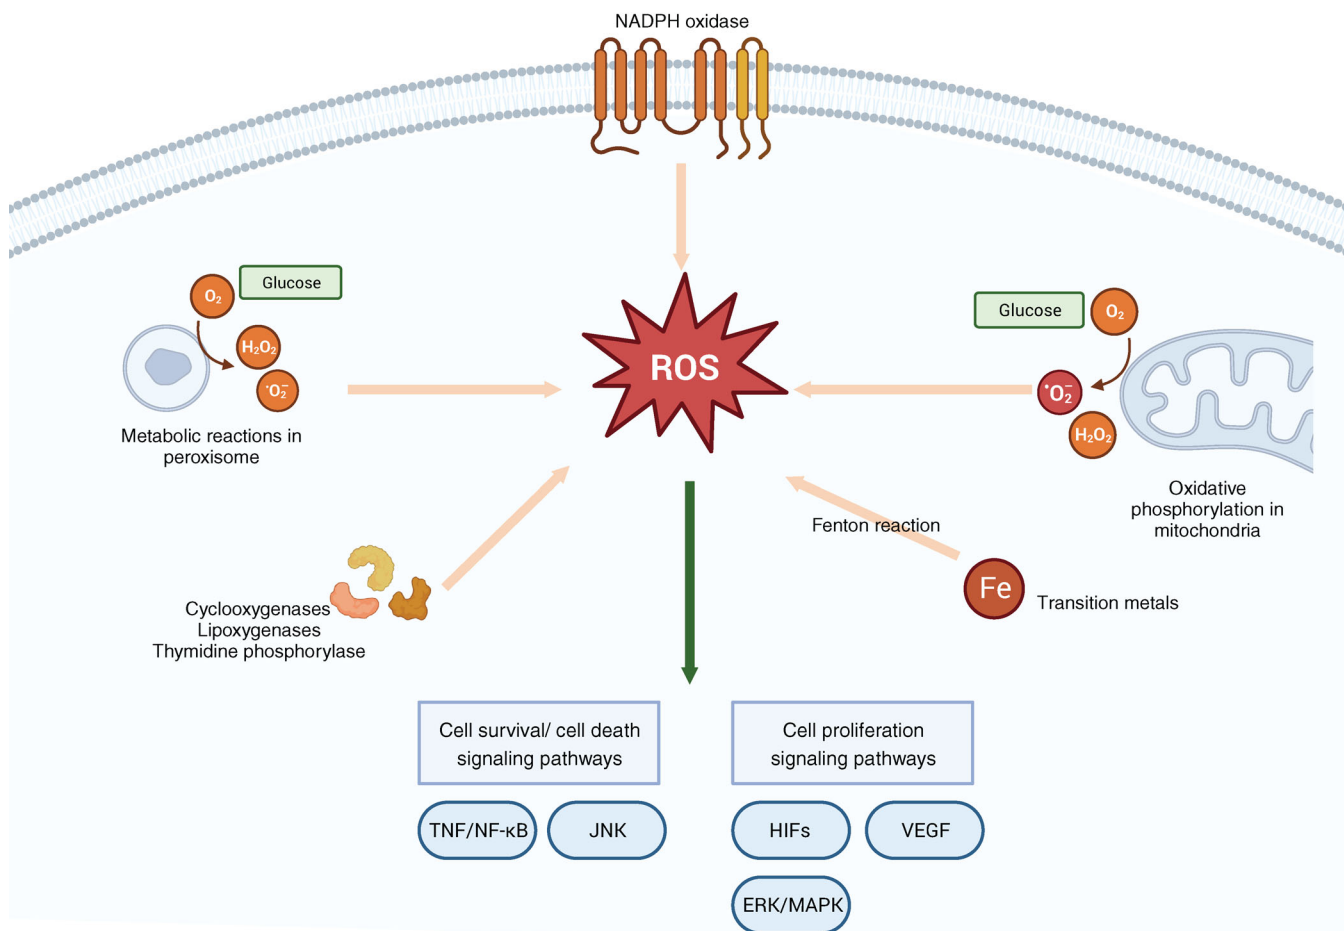 NADPH oxidase
O₂
Glucose
H₂O₂
•O₂⁻
Metabolic reactions in
peroxisome
ROS
Glucose
O₂
•O₂⁻
H₂O₂
Oxidative
phosphorylation in
mitochondria
Fenton reaction
Fe
Transition metals
Cyclooxygenases
Lipoxygenases
Thymidine phosphorylase
Cell survival/ cell death
signaling pathways
TNF/NF-κB
JNK
Cell proliferation
signaling pathways
HIFs
VEGF
ERK/MAPK